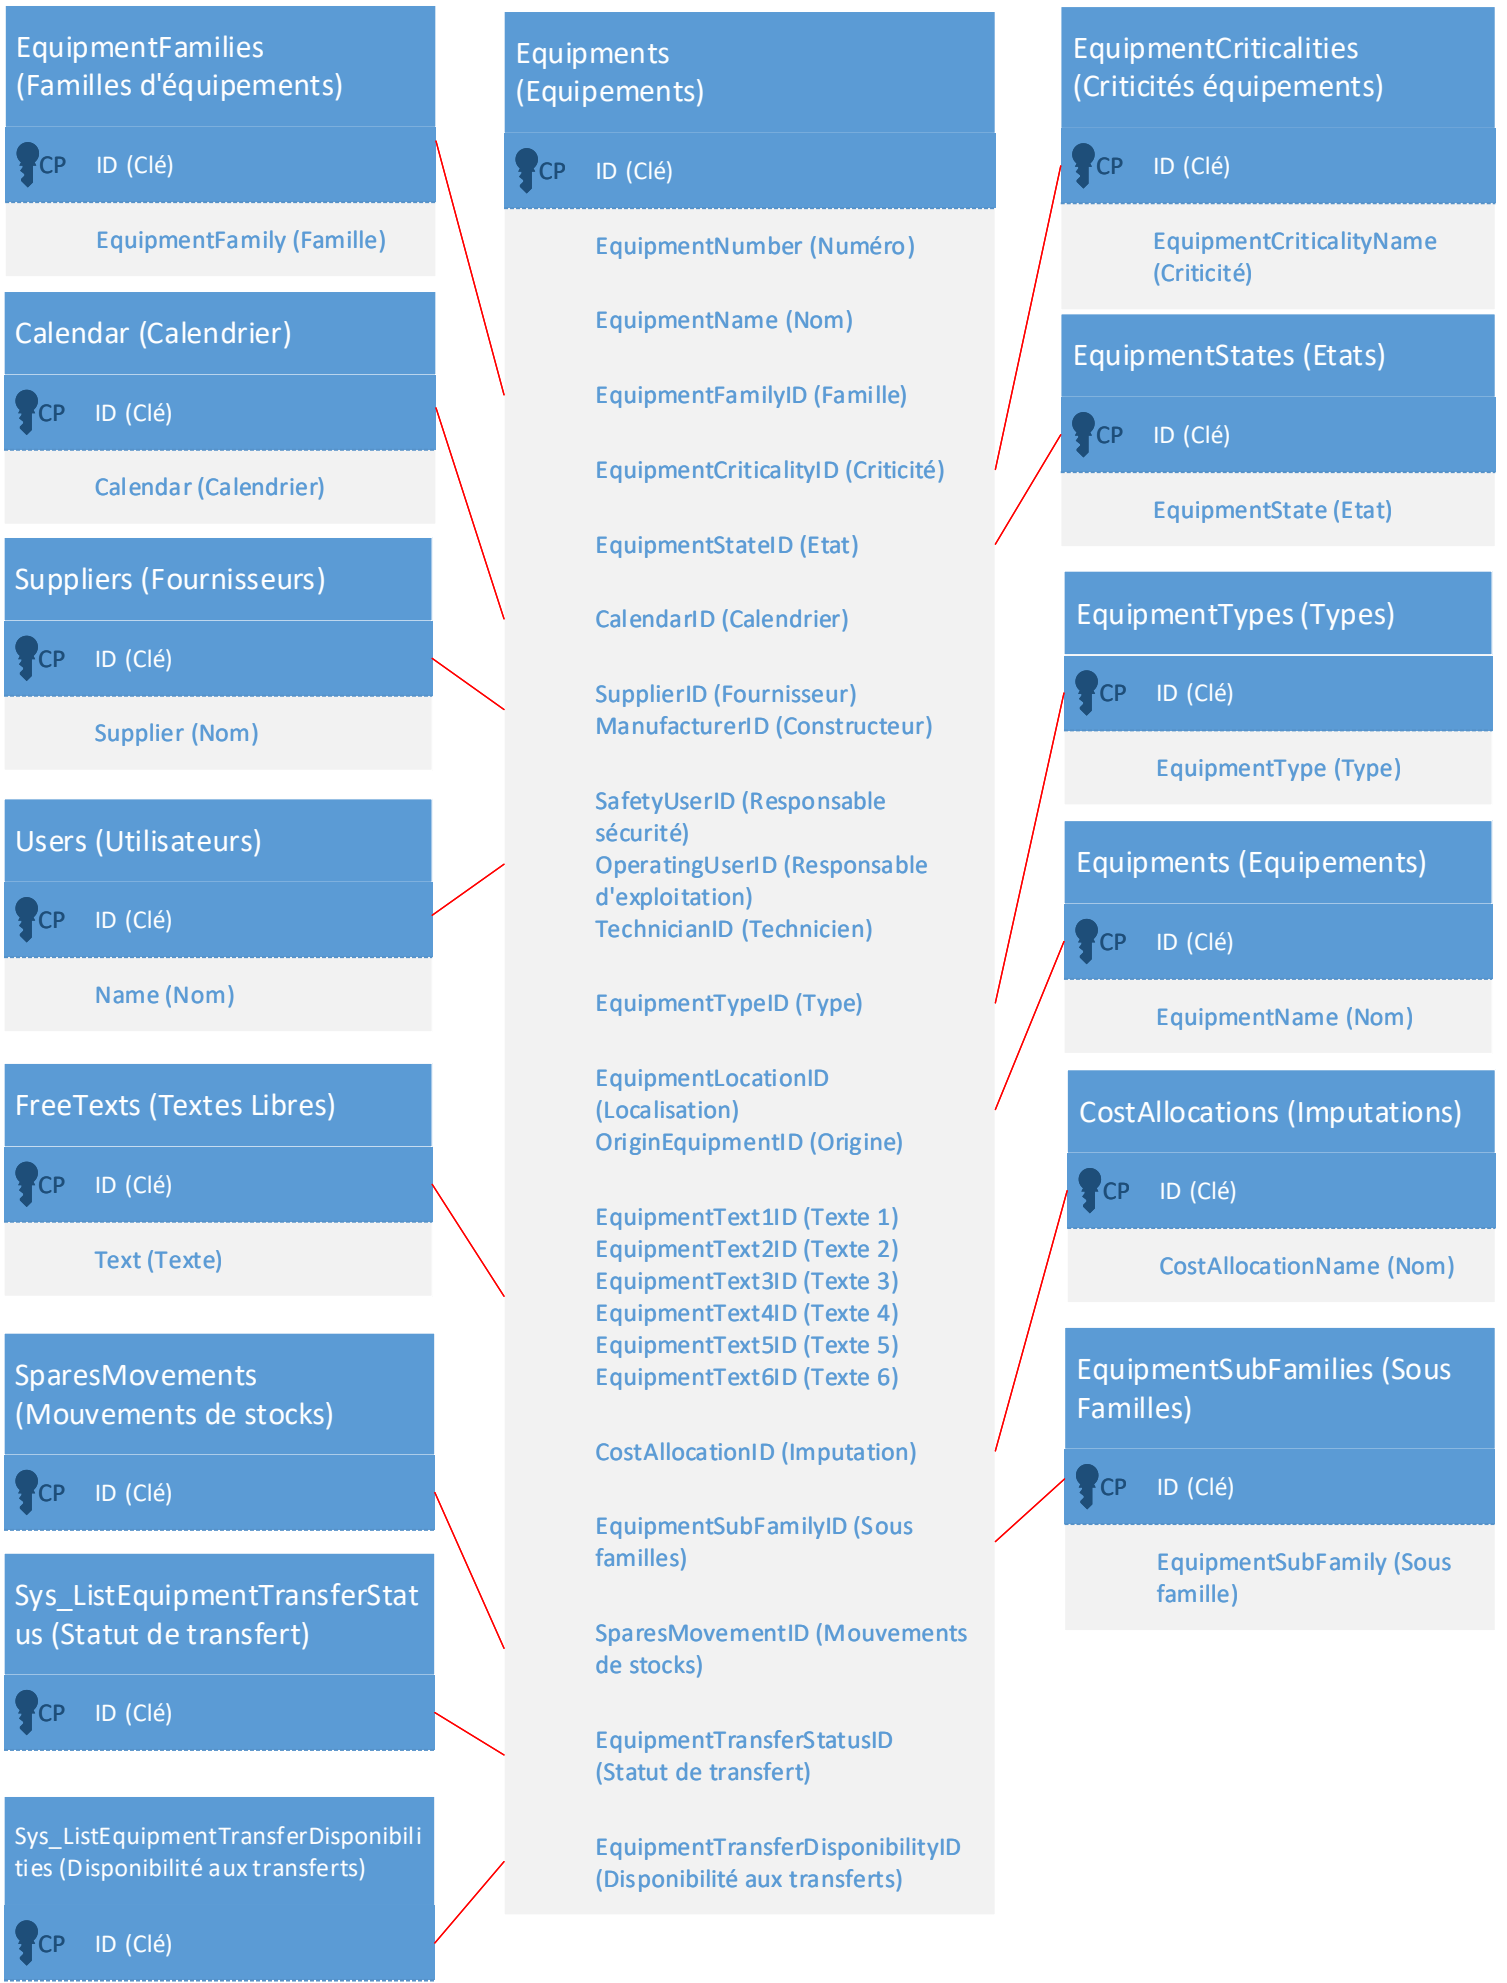 EquipmentFamilies
(Familles d'équipements)
CP ID (Clé)
EquipmentFamily (Famille)
Calendar (Calendrier)
CP ID (Clé)
Calendar (Calendrier)
Suppliers (Fournisseurs)
CP ID (Clé)
Supplier (Nom)
Users (Utilisateurs)
CP ID (Clé)
Name (Nom)
FreeTexts (Textes Libres)
CP ID (Clé)
Text (Texte)
SparesMovements
(Mouvements de stocks)
CP ID (Clé)
Sys_ListEquipmentTransferStat
us (Statut de transfert)
CP ID (Clé)
Sys_ListEquipmentTransferDisponibili
ties (Disponibilité aux transferts)
CP ID (Clé)
Equipments
(Equipements)
CP ID (Clé)
EquipmentNumber (Numéro)
EquipmentName (Nom)
EquipmentFamilyID (Famille)
EquipmentCriticalityID (Criticité)
EquipmentStateID (Etat)
CalendarID (Calendrier)
SupplierID (Fournisseur)
ManufacturerID (Constructeur)
SafetyUserID (Responsable
sécurité)
OperatingUserID (Responsable
d'exploitation)
TechnicianID (Technicien)
EquipmentTypeID (Type)
EquipmentLocationID
(Localisation)
OriginEquipmentID (Origine)
EquipmentText1ID (Texte 1)
EquipmentText2ID (Texte 2)
EquipmentText3ID (Texte 3)
EquipmentText4ID (Texte 4)
EquipmentText5ID (Texte 5)
EquipmentText6ID (Texte 6)
CostAllocationID (Imputation)
EquipmentSubFamilyID (Sous
familles)
SparesMovementID (Mouvements
de stocks)
EquipmentTransferStatusID
(Statut de transfert)
EquipmentTransferDisponibilityID
(Disponibilité aux transferts)
EquipmentCriticalities
(Criticités équipements)
CP ID (Clé)
EquipmentCriticalityName
(Criticité)
EquipmentStates (Etats)
CP ID (Clé)
EquipmentState (Etat)
EquipmentTypes (Types)
CP ID (Clé)
EquipmentType (Type)
Equipments (Equipements)
CP ID (Clé)
EquipmentName (Nom)
CostAllocations (Imputations)
CP ID (Clé)
CostAllocationName (Nom)
EquipmentSubFamilies (Sous
Familles)
CP ID (Clé)
EquipmentSubFamily (Sous
famille)